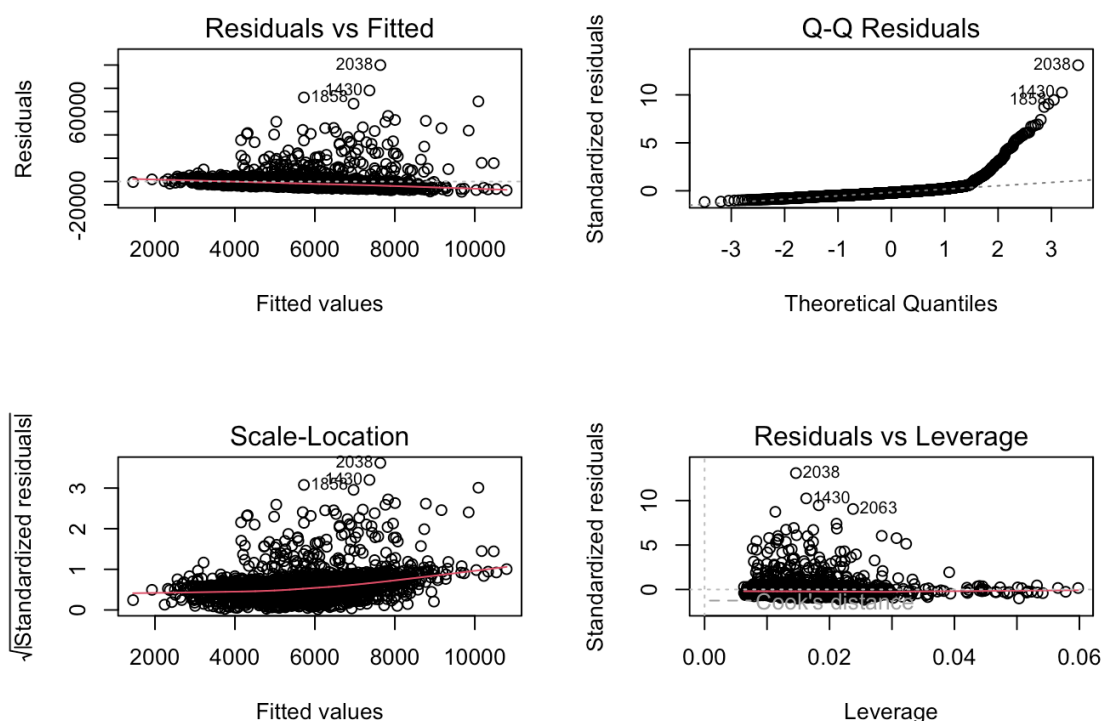 Residuals vs Fitted
Residuals
60000
-20000
2038
1430
1858
2000 4000 6000 8000 10000
Fitted values
Q-Q Residuals
Standardized residuals
10
5
0
2038
1430
1858
-3 -2 -1 0 1 2 3
Theoretical Quantiles
Scale-Location
√|Standardized residuals|
3
2
1
0
2038
1430
1858
2000 4000 6000 8000 10000
Fitted values
Residuals vs Leverage
Standardized residuals
10
5
0
2038
1430
2063
Cook's distance
0.00 0.02 0.04 0.06
Leverage